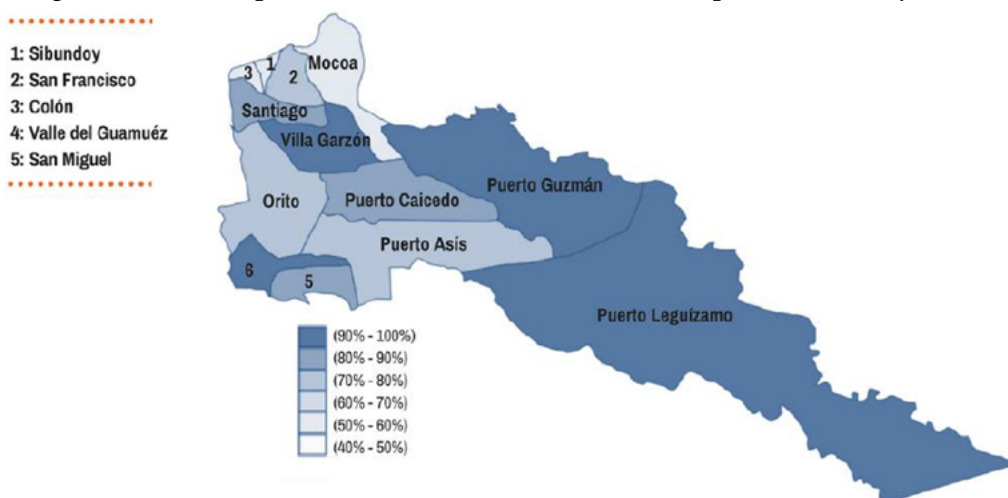 1: Sibundoy
2: San Francisco
3: Colón
4: Valle del Guamuéz
5: San Miguel
Mocoa
1
3
2
Santiago
Villa Garzón
Puerto Guzmán
Orito
Puerto Caicedo
Puerto Asís
6
5
Puerto Leguízamo
(90% - 100%)
(80% - 90%)
(70% - 80%)
(60% - 70%)
(50% - 60%)
(40% - 50%)